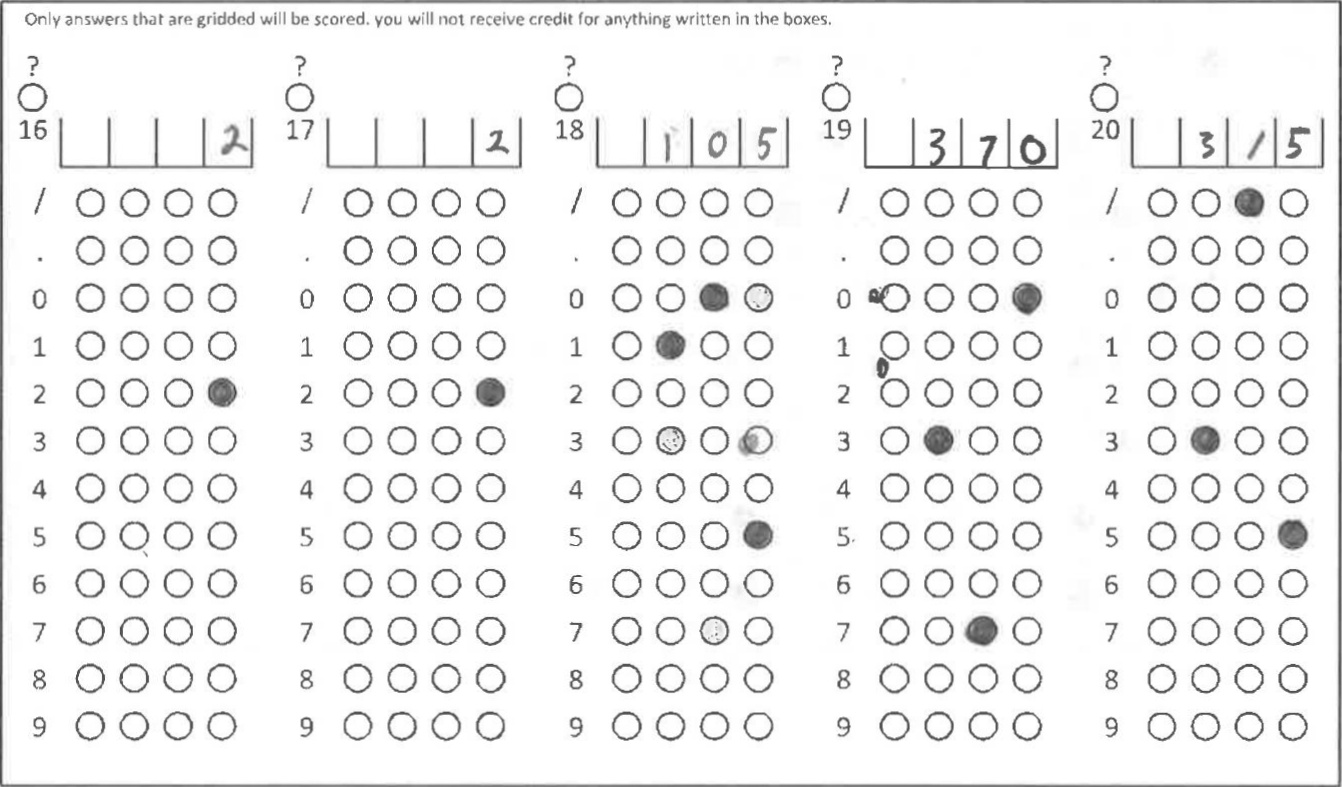 Only answers that are gridded will be scored. you will not receive credit for anything written in the boxes.
? ? ? ? ?
16 2 17 2 18 1 0 5 19 3 7 0 20 3 / 5
/ / / / /
. . . . .
0 0 0 0 0
1 1 1 1 1
2 2 2 2 2
3 3 3 3 3
4 4 4 4 4
5 5 5 5 5
6 6 6 6 6
7 7 7 7 7
8 8 8 8 8
9 9 9 9 9